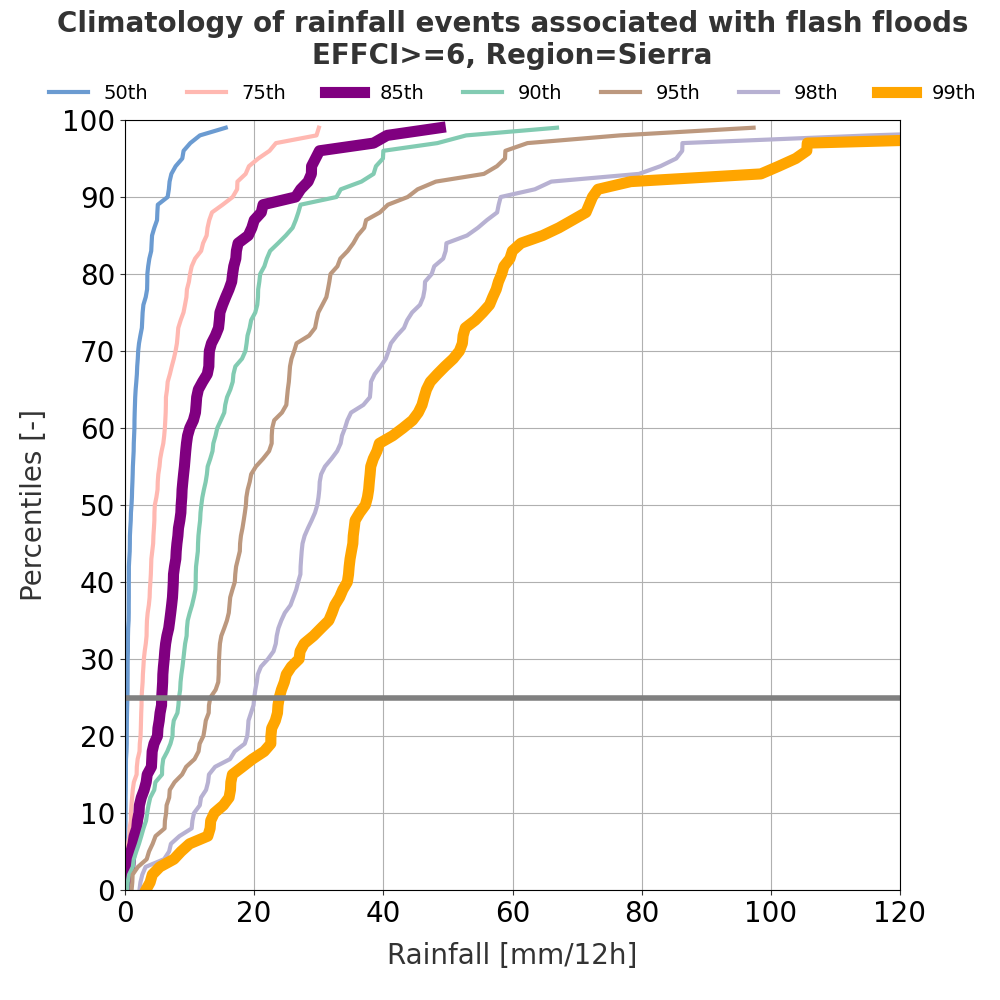 Climatology of rainfall events associated with flash floods
EFFCI>=6, Region=Sierra
50th 75th 85th 90th 95th 98th 99th
100
90
80
70
60
50
40
30
20
10
0
Percentiles [-]
0 20 40 60 80 100 120
Rainfall [mm/12h]